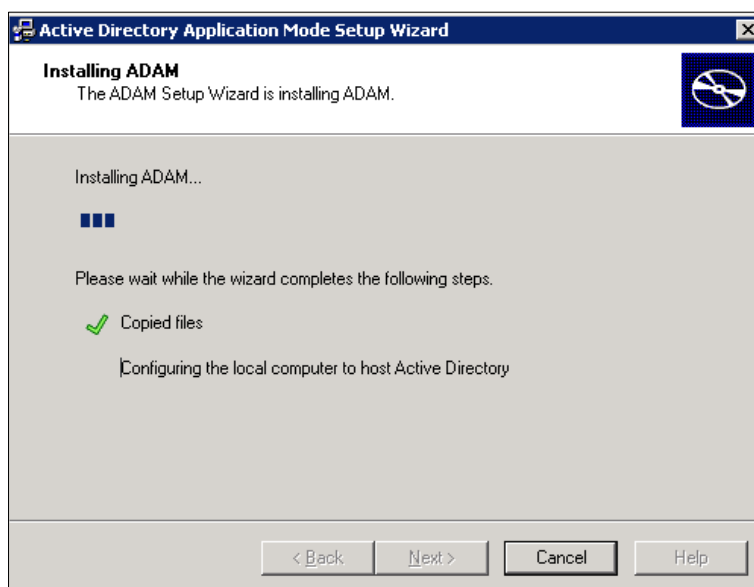 Active Directory Application Mode Setup Wizard
Installing ADAM
The ADAM Setup Wizard is installing ADAM.
Installing ADAM...
Please wait while the wizard completes the following steps.
Copied files
Configuring the local computer to host Active Directory
< Back Next > Cancel Help